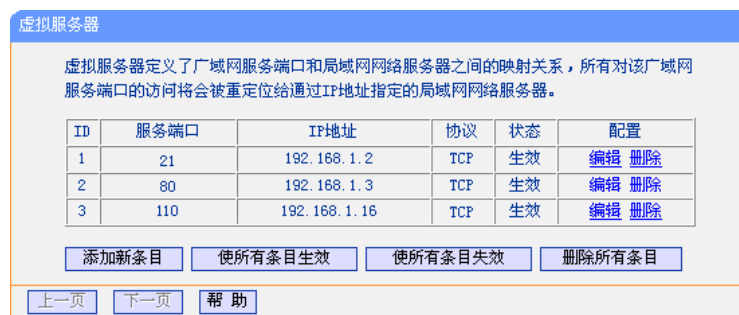 虚拟服务器
虚拟服务器定义了广域网服务端口和局域网网络服务器之间的映射关系，所有对该广域网
服务端口的访问将会被重定位给通过IP地址指定的局域网网络服务器。
ID 服务端口 IP地址 协议 状态 配置
1 21 192.168.1.2 TCP 生效 编辑 删除
2 80 192.168.1.3 TCP 生效 编辑 删除
3 110 192.168.1.16 TCP 生效 编辑 删除
添加新条目 使所有条目生效 使所有条目失效 删除所有条目
上一页 下一页 帮 助